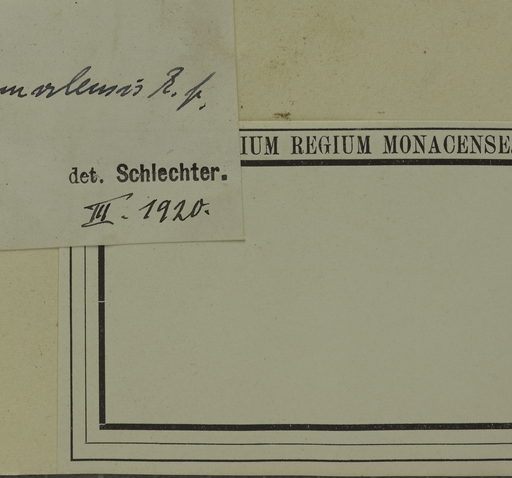 R. f.
det. Schlechter.
III. 1920.
IUM REGIUM MONACENSE